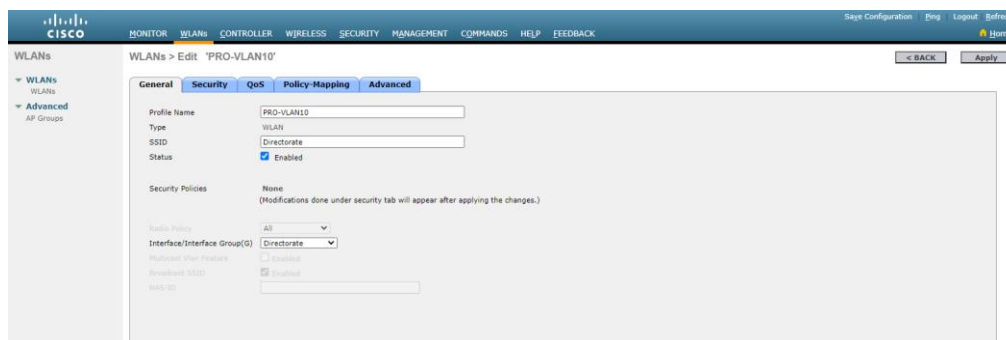 Save Configuration Ping Logout Refre
CISCO MONITOR WLANs CONTROLLER WIRELESS SECURITY MANAGEMENT COMMANDS HELP FEEDBACK Hom
WLANs
WLANs > Edit 'PRO-VLAN10'
< BACK Apply
WLANs
WLANs
Advanced
AP Groups
General Security QoS Policy-Mapping Advanced
Profile Name PRO-VLAN10
Type WLAN
SSID Directorate
Status Enabled
Security Policies None
(Modifications done under security tab will appear after applying the changes.)
Radio Policy All
Interface/Interface Group(G) Directorate
Multicast Vlan Feature Enabled
Broadcast SSID Enabled
NAS-ID